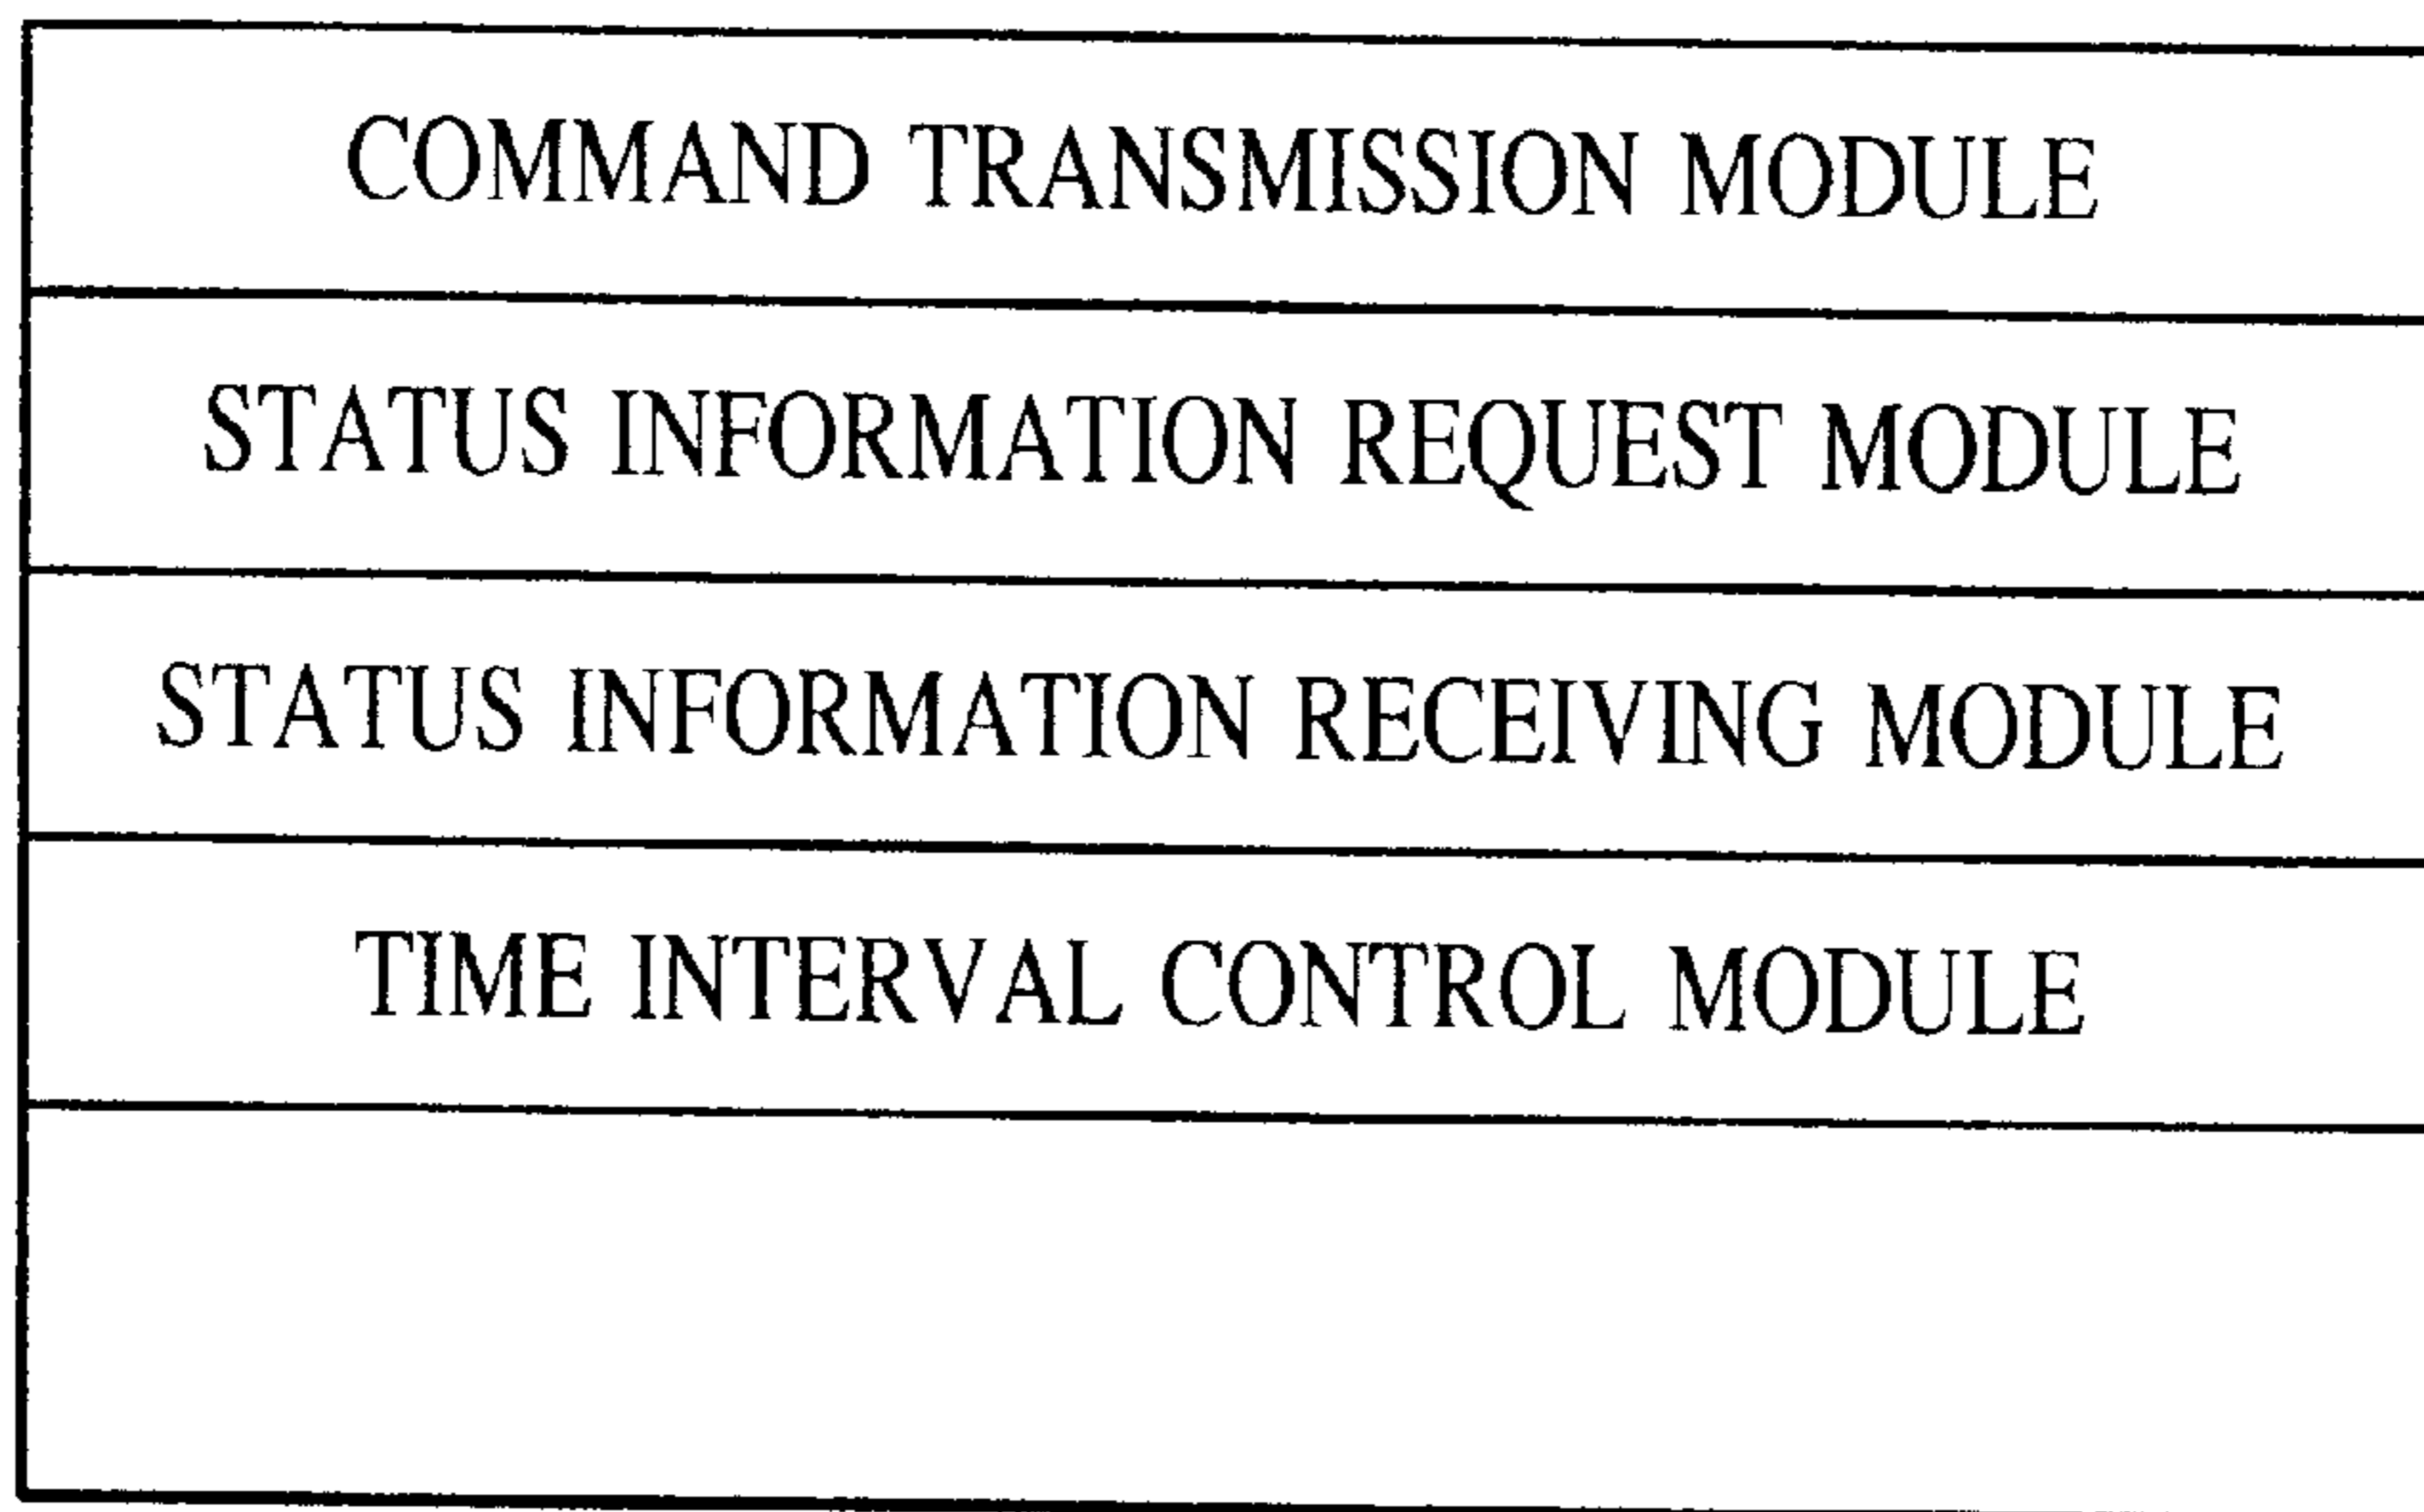 COMMAND TRANSMISSION MODULE
STATUS INFORMATION REQUEST MODULE
STATUS INFORMATION RECEIVING MODULE
TIME INTERVAL CONTROL MODULE